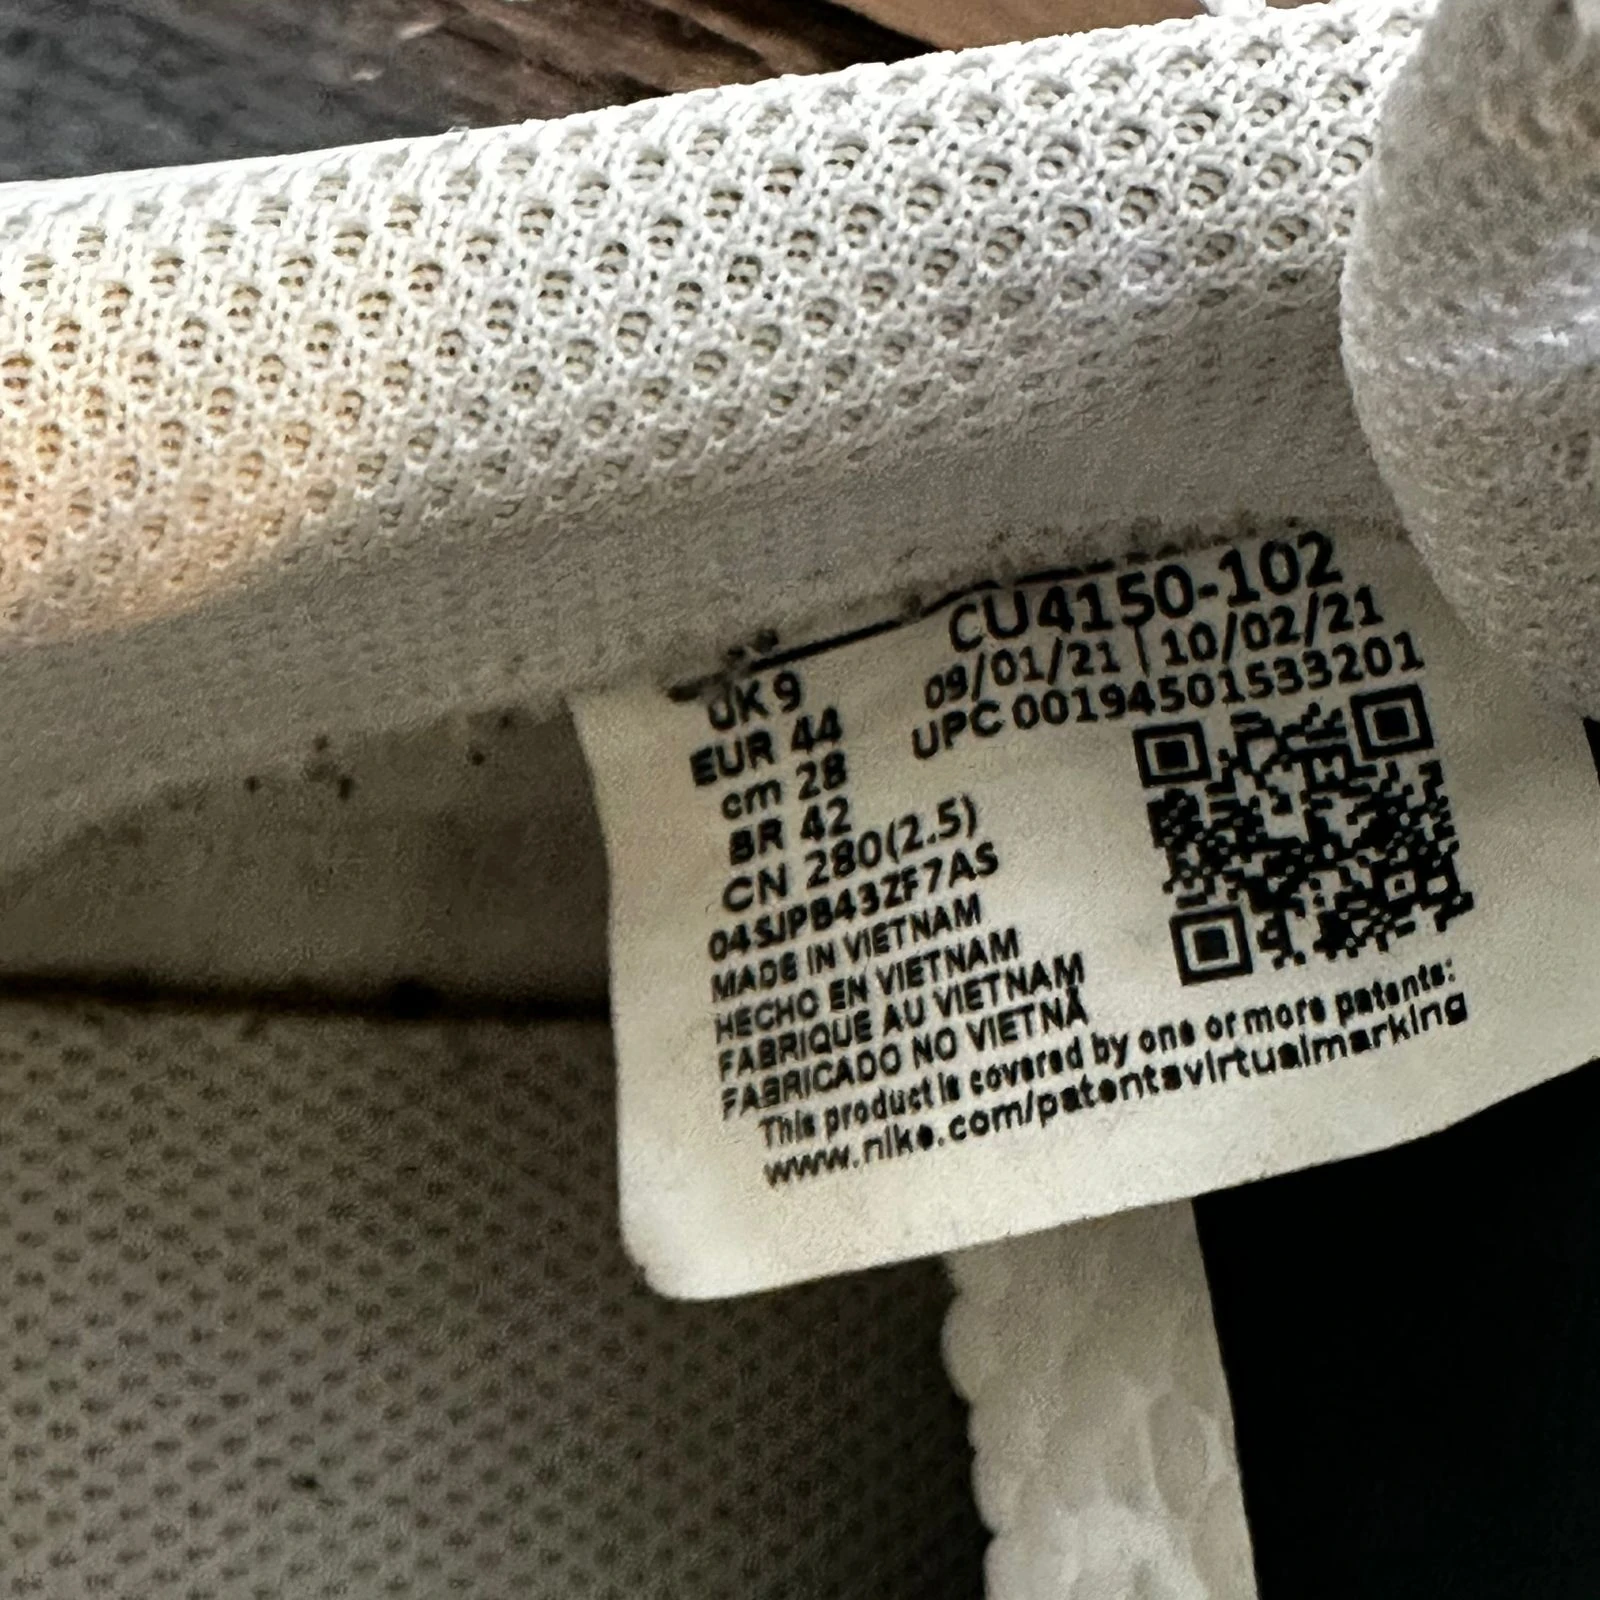 CU4150-102
09/01/21 | 10/02/21
UPC 00194501533201
UK 9
EUR 44
cm 28
BR 42
CN 280(2.5)
04SJPB43ZF7AS
MADE IN VIETNAM
HECHO EN VIETNAM
FABRIQUE AU VIETNAM
FABRICADO NO VIETNÃ
This product is covered by one or more patents:
www.nike.com/patentsvirtualmarking